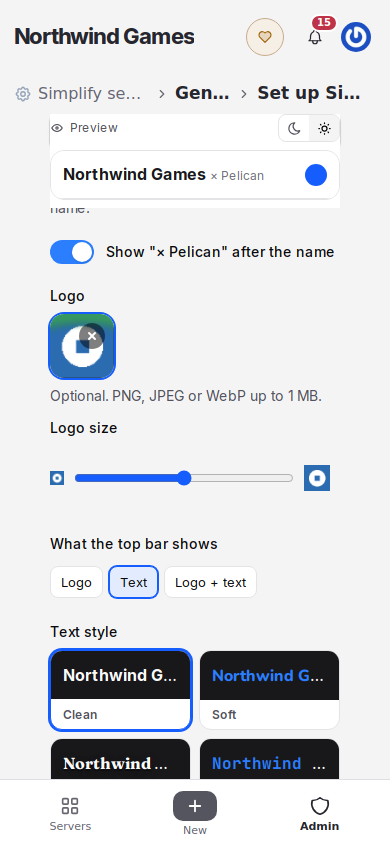 Northwind Games
15
Simplify se... > Gen... > Set up Si...
Preview
Northwind Games × Pelican
name.
Show "× Pelican" after the name
Logo
Optional. PNG, JPEG or WebP up to 1 MB.
Logo size
What the top bar shows
Logo Text Logo + text
Text style
Northwind G... Northwind G...
Clean Soft
Northwind ... Northwind ...
Servers New Admin